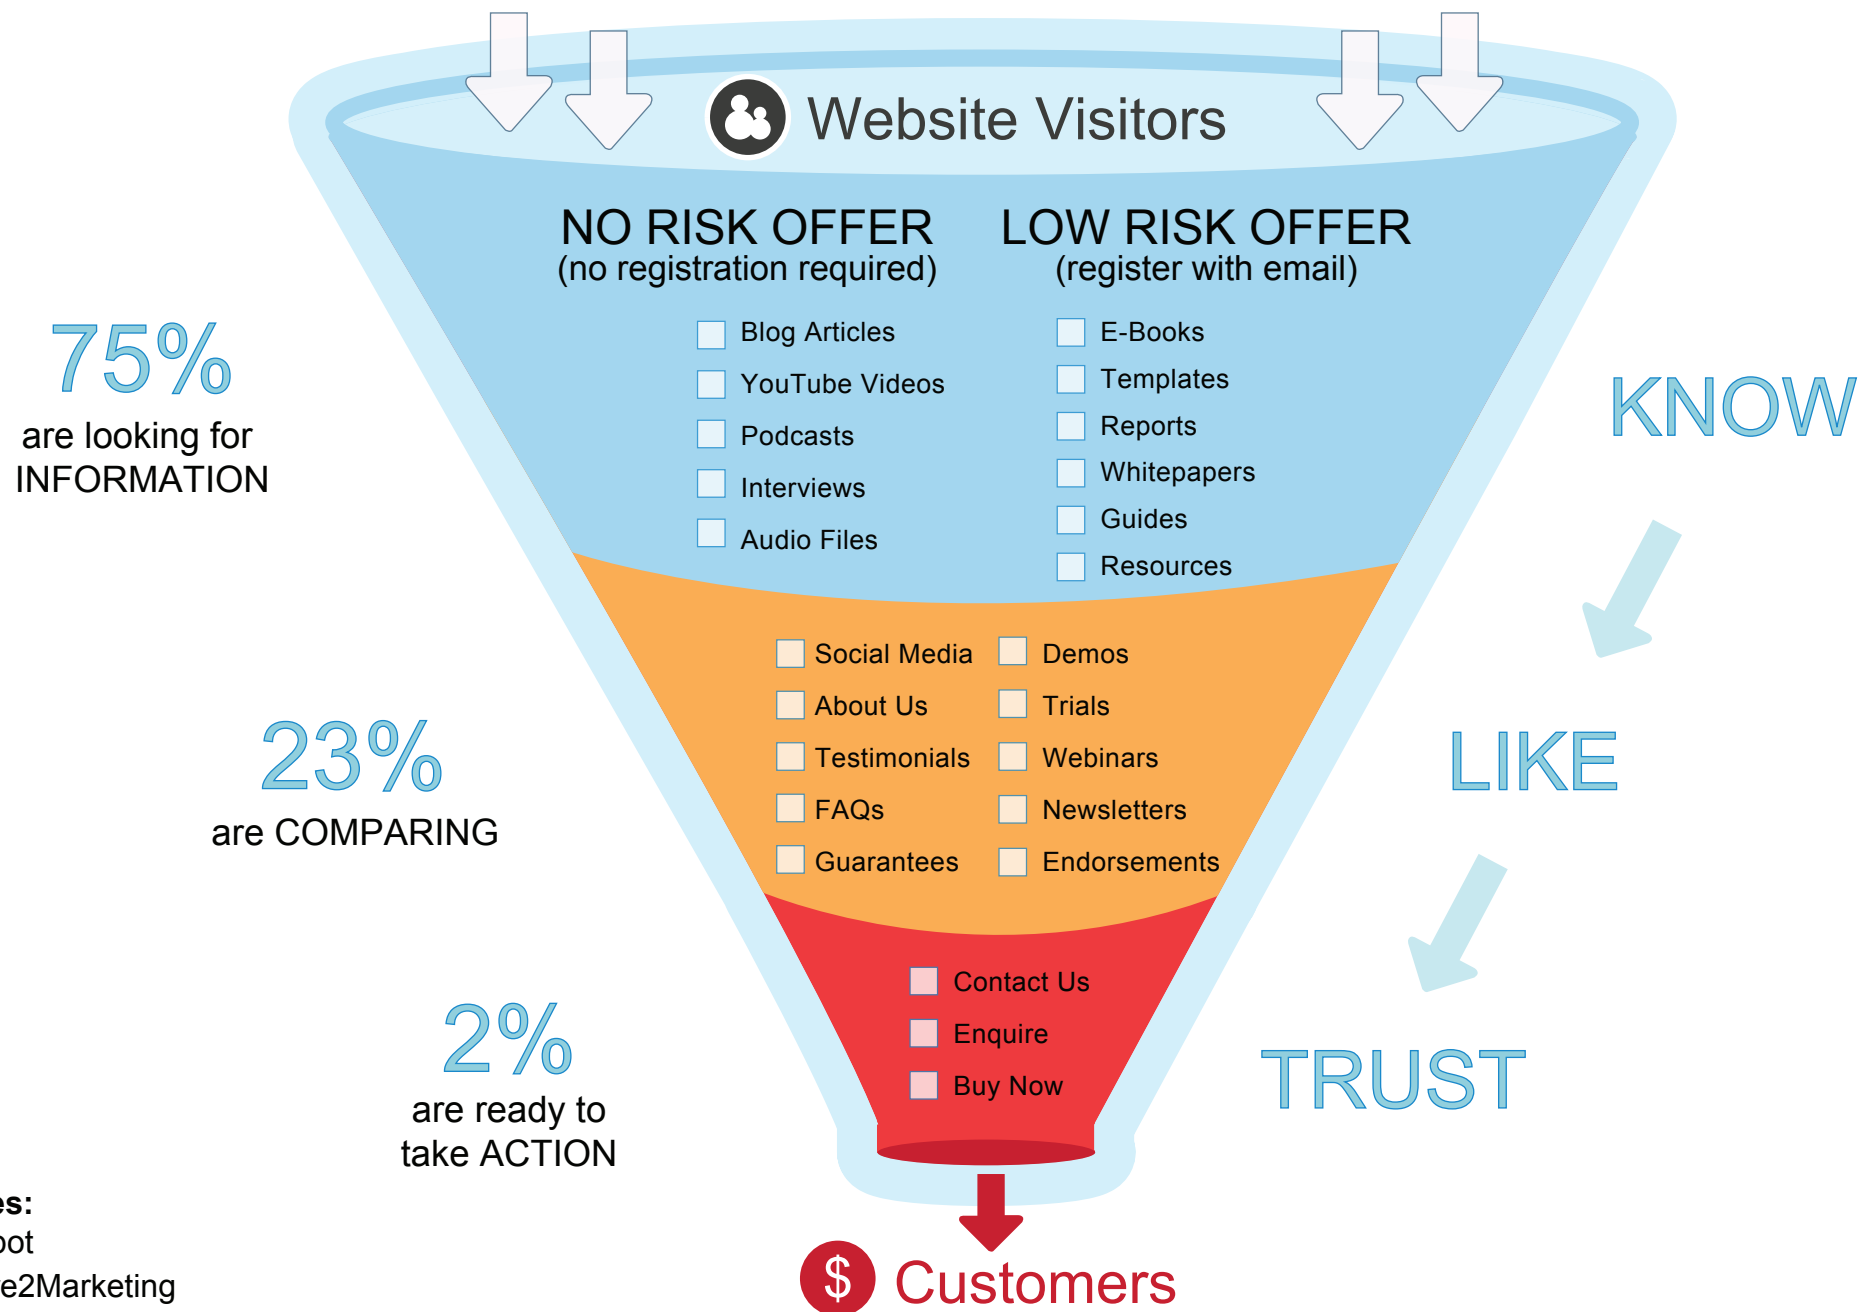 Website Visitors
NO RISK OFFER
(no registration required)
Blog Articles
YouTube Videos
Podcasts
Interviews
Audio Files
LOW RISK OFFER
(register with email)
E-Books
Templates
Reports
Whitepapers
Guides
Resources
75%
are looking for
INFORMATION
KNOW
Social Media
About Us
Testimonials
FAQs
Guarantees
Demos
Trials
Webinars
Newsletters
Endorsements
23%
are COMPARING
LIKE
Contact Us
Enquire
Buy Now
2%
are ready to
take ACTION
TRUST
$ Customers